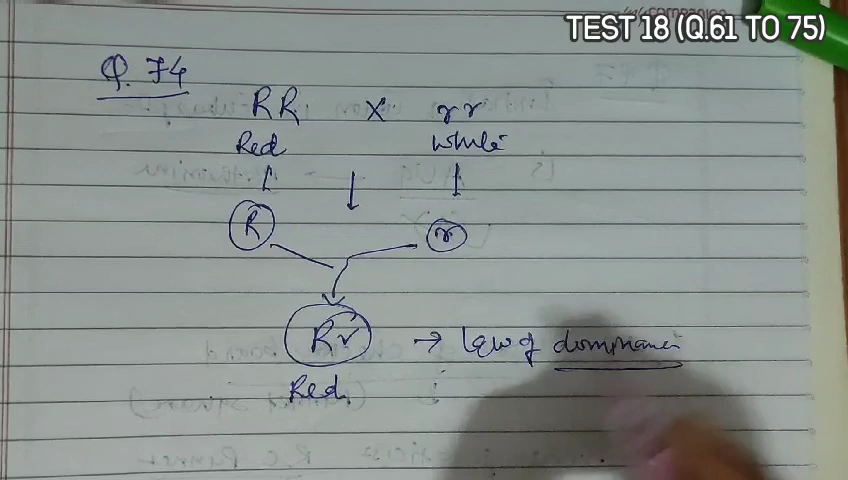 TEST 18 (Q.61 TO 75)
Q. 74
RR × rr
Red White
R r
Rr → law of dominance
Red